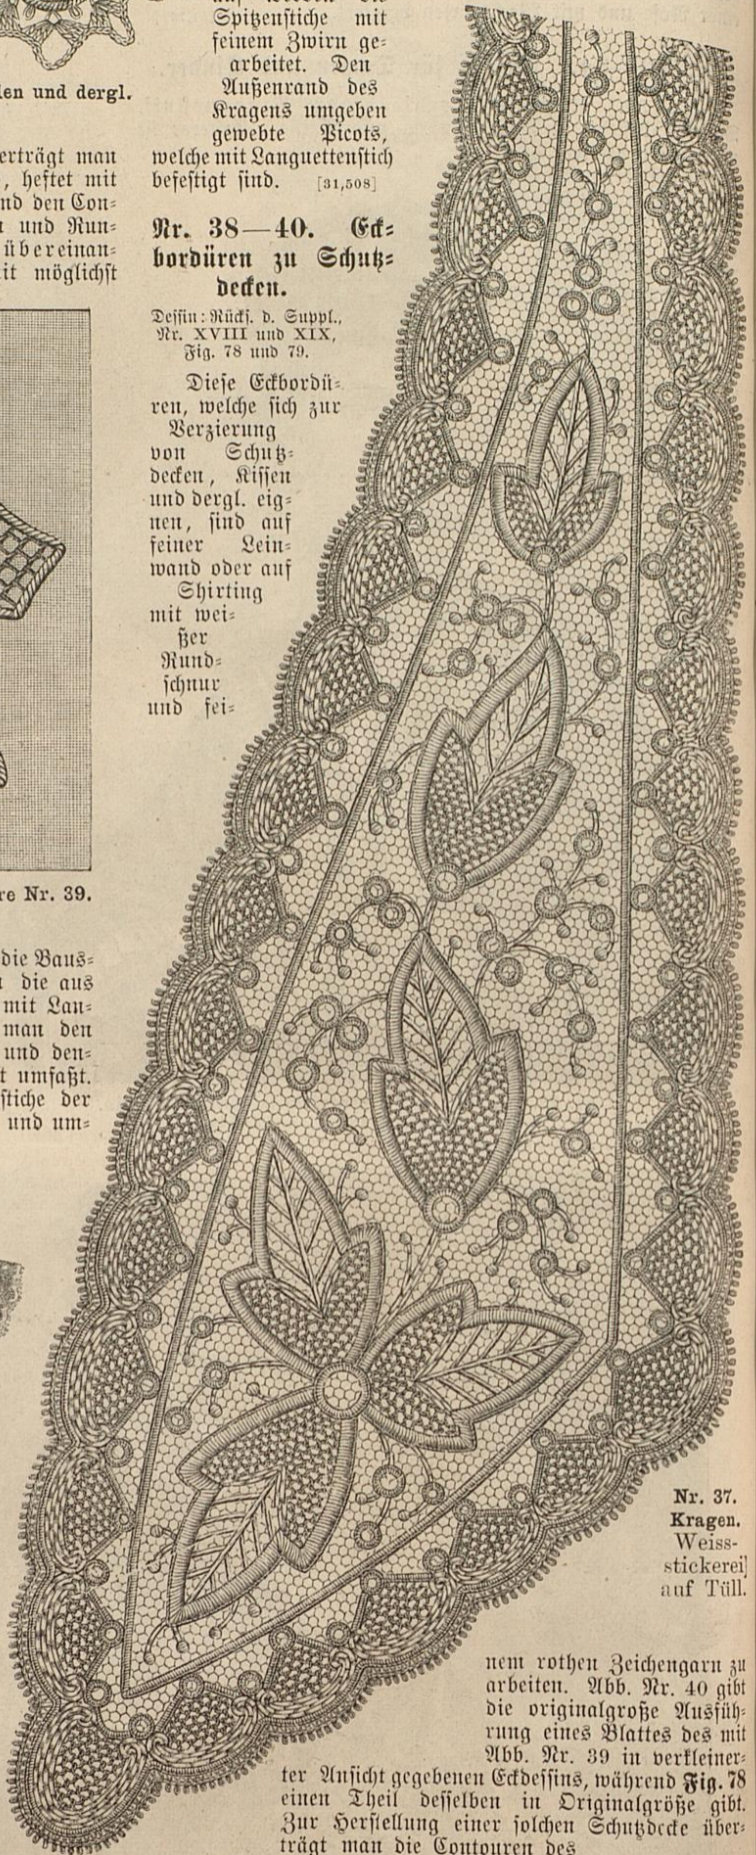 len und dergl.
erträgt man
, heftet mit
nd den Con-
n und Run-
übereinan-
it möglichst
re Nr. 39.
die Baus-
n die aus
mit Lan-
man den
und den-
t umfaßt.
stiche der
und um-
Spitzenstiche mit
feinem Zwirn ge-
arbeitet. Den
Außenrand des
Kragens umgeben
gewebte Picots,
welche mit Languettenstich
befestigt sind. [31,508]
Nr. 38—40. Eck-
bordüren zu Schutz-
decken.
Dessin: Rücks. d. Suppl.,
Nr. XVIII und XIX,
Fig. 78 und 79.
Diese Eckbordü-
ren, welche sich zur
Verzierung
von Schutz-
decken, Kissen
und dergl. eig-
nen, sind auf
feiner Lein-
wand oder auf
Shirting
mit wei-
ßer
Rund-
schnur
und fei-
Nr. 37.
Kragen.
Weiss-
stickerei
auf Tüll.
nem rothen Zeichengarn zu
arbeiten. Abb. Nr. 40 gibt
die originalgroße Ausfüh-
rung eines Blattes des mit
Abb. Nr. 39 in verkleiner-
ter Ansicht gegebenen Eckdessins, während Fig. 78
einen Theil desselben in Originalgröße gibt.
Zur Herstellung einer solchen Schutzdecke über-
trägt man die Contouren des